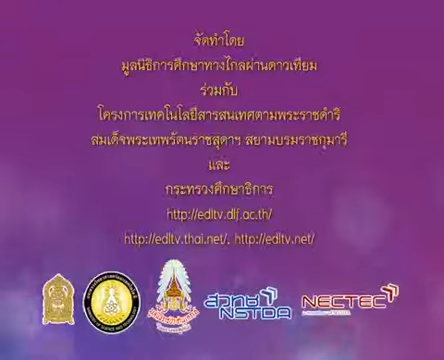 จัดทำโดย
มูลนิธิการศึกษาทางไกลผ่านดาวเทียม
ร่วมกับ
โครงการเทคโนโลยีสารสนเทศตามพระราชดำริ
สมเด็จพระเทพรัตนราชสุดาฯ สยามบรมราชกุมารี
และ
กระทรวงศึกษาธิการ
http://edltv.dlf.ac.th/
http://edltv.thai.net/, http://edltv.net/
สวทช NECTEC
NSTDA